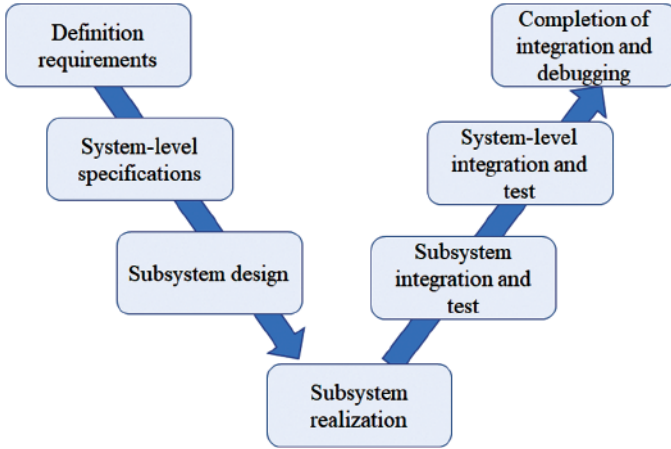 Definition
requirements
System-level
specifications
Subsystem design
Subsystem
realization
Subsystem
integration and
test
System-level
integration and
test
Completion of
integration and
debugging